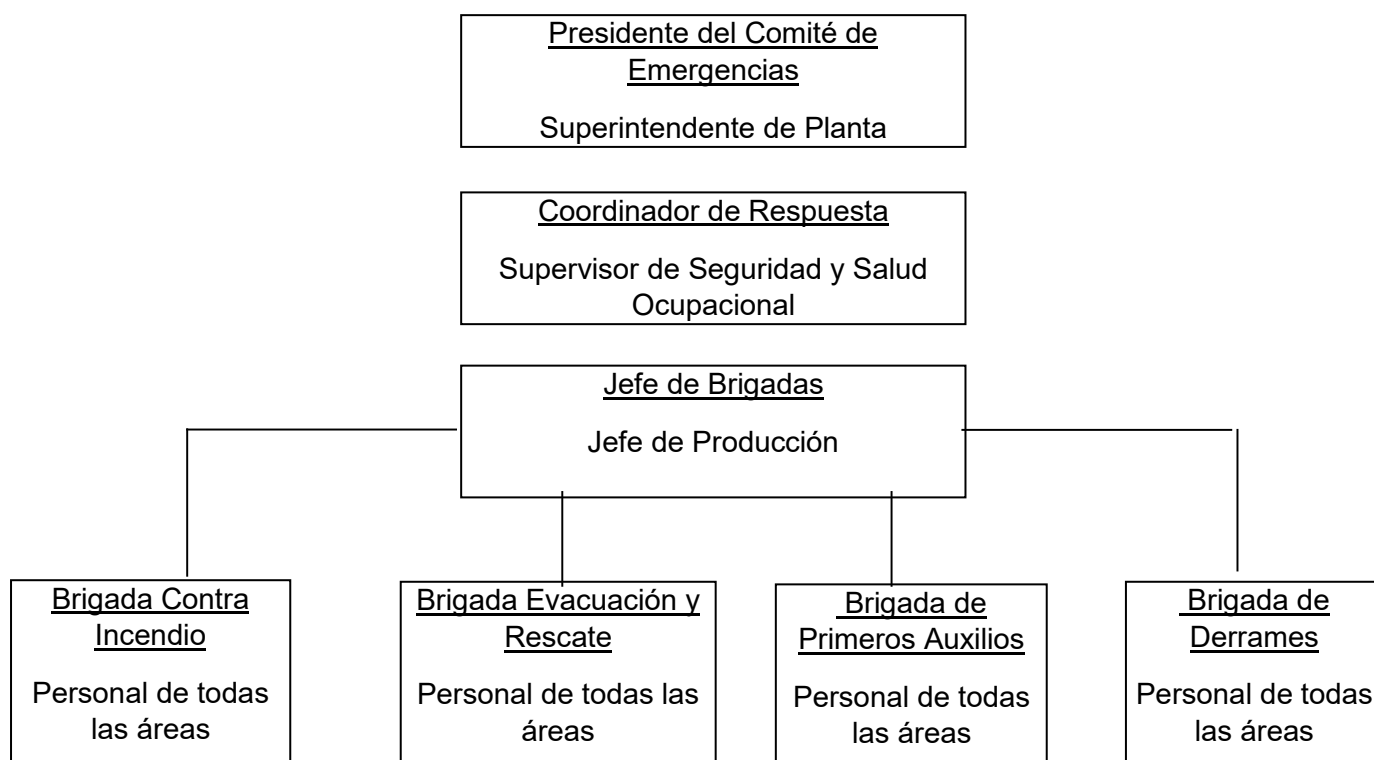 Presidente del Comité de
Emergencias
Superintendente de Planta
Coordinador de Respuesta
Supervisor de Seguridad y Salud
Ocupacional
Jefe de Brigadas
Jefe de Producción
Brigada Contra
Incendio
Personal de todas
las áreas
Brigada Evacuación y
Rescate
Personal de todas las
áreas
Brigada de
Primeros Auxilios
Personal de todas
las áreas
Brigada de
Derrames
Personal de todas
las áreas